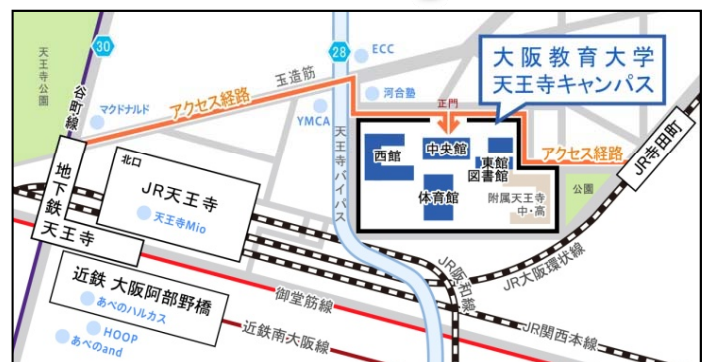 大阪教育大学
天王寺キャンパス
30
28
ECC
玉造筋
河合塾
天王寺公園
谷町線
マクドナルド
アクセス経路
YMCA
正門
天王寺バイパス
西館
中央館
東館
図書館
体育館
附属天王寺
中・高
アクセス経路
公園
JR寺田町
地下鉄
天王寺
北口
JR天王寺
天王寺Mio
近鉄 大阪阿部野橋
あべのハルカス
HOOP
あべのand
御堂筋線
近鉄南大阪線
JR阪和線
JR大阪環状線
JR関西本線